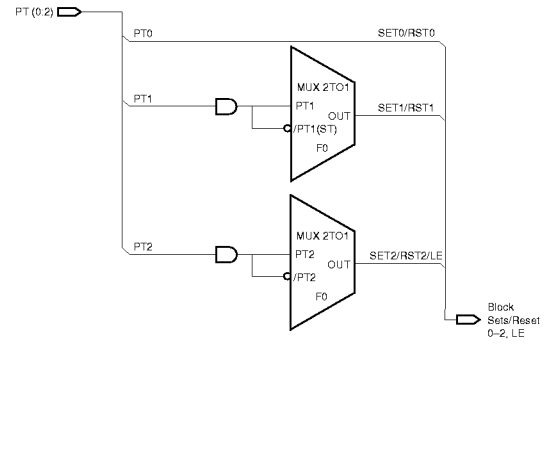 PT (0:2)
PT0
SET0/RST0
MUX 2TO1
PT1
PT1
SET1/RST1
OUT
/PT1(ST)
F0
MUX 2TO1
PT2
PT2
SET2/RST2/LE
OUT
/PT2
F0
Block
Sets/Reset
0–2, LE